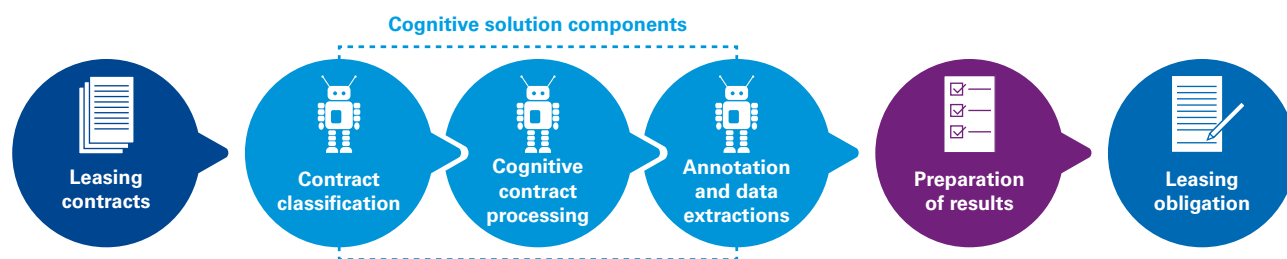 Cognitive solution components
Leasing
contracts
Contract
classification
Cognitive
contract
processing
Annotation
and data
extractions
Preparation
of results
Leasing
obligation